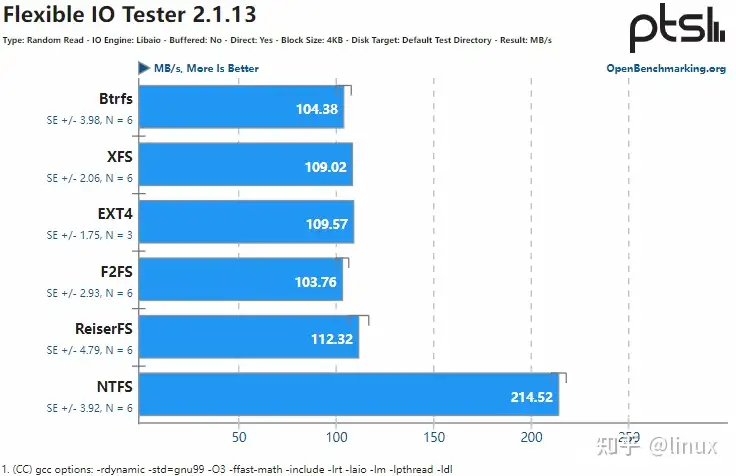 Flexible IO Tester 2.1.13
Type: Random Read - IO Engine: Libaio - Buffered: No - Direct: Yes - Block Size: 4KB - Disk Target: Default Test Directory - Result: MB/s
pts
MB/s, More Is Better
OpenBenchmarking.org
Btrfs
SE +/- 3.98, N = 6
104.38
XFS
SE +/- 2.06, N = 6
109.02
EXT4
SE +/- 1.75, N = 3
109.57
F2FS
SE +/- 2.93, N = 6
103.76
ReiserFS
SE +/- 4.79, N = 6
112.32
NTFS
SE +/- 3.92, N = 6
214.52
50 100 150 200 250
知乎 @linux
1. (CC) gcc options: -rdynamic -std=gnu99 -O3 -ffast-math -include -lrt -laio -lm -lpthread -ldl